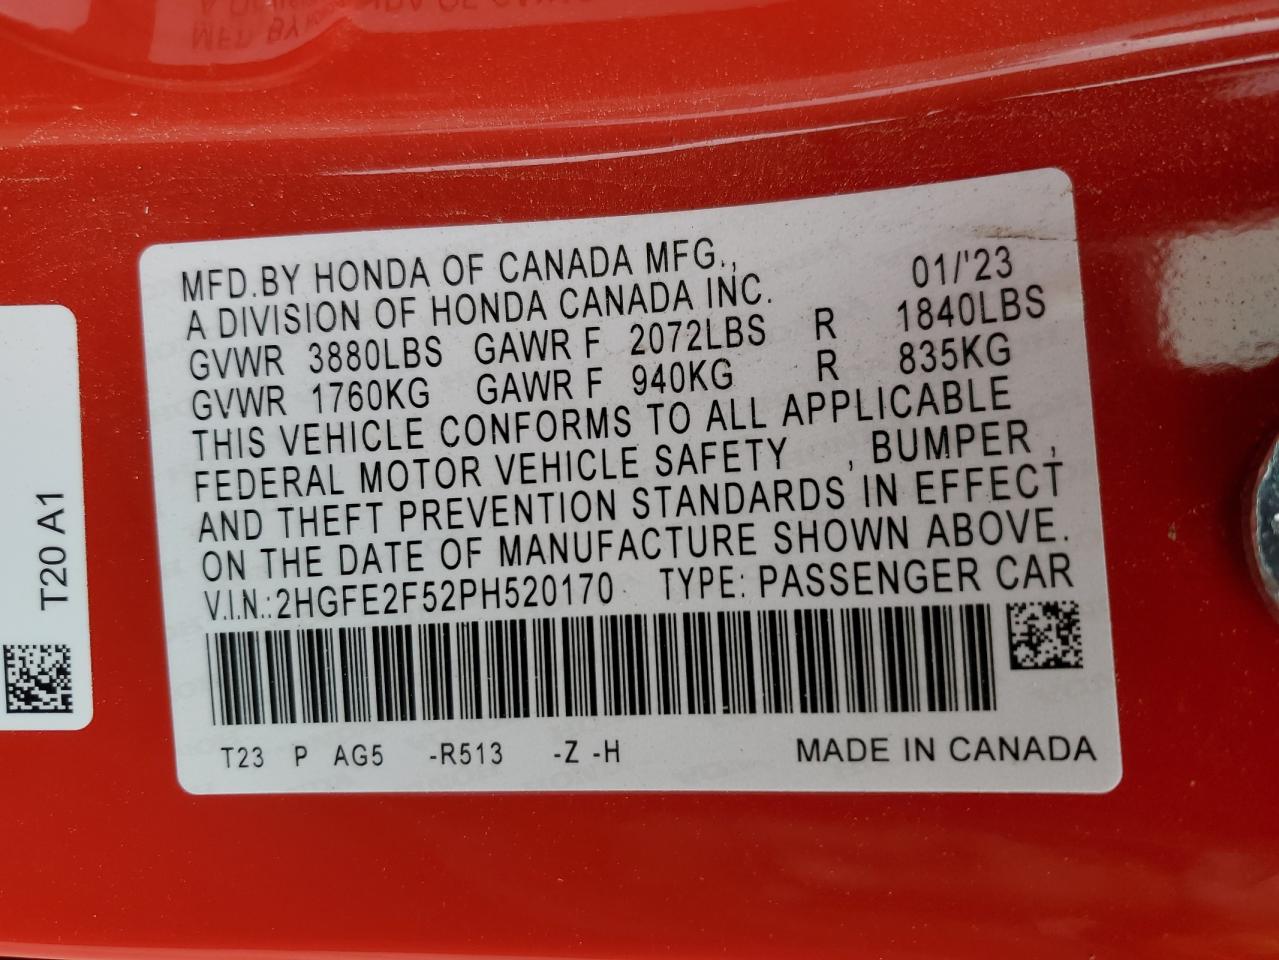 MFD.BY HONDA OF CANADA MFG., 01/'23
A DIVISION OF HONDA CANADA INC.
GVWR 3880LBS GAWR F 2072LBS R 1840LBS
GVWR 1760KG GAWR F 940KG R 835KG
THIS VEHICLE CONFORMS TO ALL APPLICABLE
FEDERAL MOTOR VEHICLE SAFETY , BUMPER ,
AND THEFT PREVENTION STANDARDS IN EFFECT
ON THE DATE OF MANUFACTURE SHOWN ABOVE.
V.I.N.:2HGFE2F52PH520170 TYPE: PASSENGER CAR
T23 P AG5 -R513 -Z -H MADE IN CANADA
T20 A1